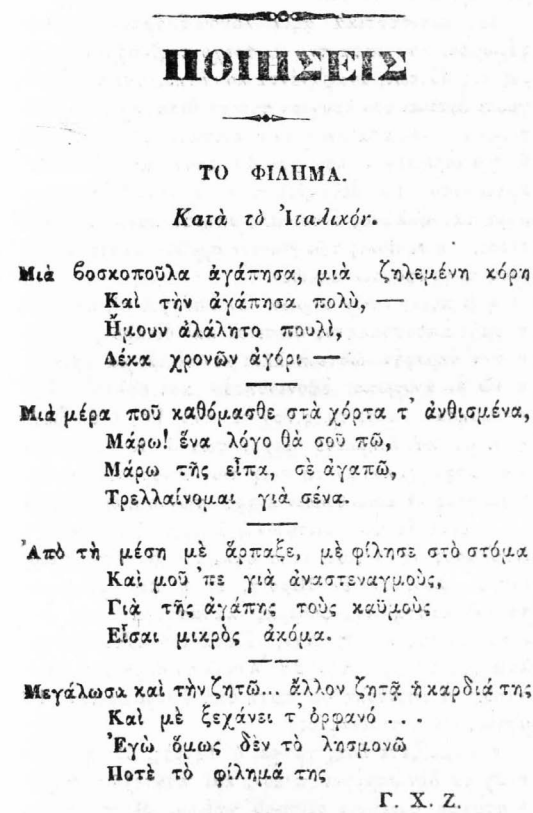 ΠΟΙΗΣΕΙΣ
ΤΟ ΦΙΛΗΜΑ.
Κατὰ τὸ Ἰταλικόν.
Μιὰ βοσκοποῦλα ἀγάπησα, μιὰ ζηλεμένη κόρη
Καὶ τὴν ἀγάπησα πολὺ, —
Ἤμουν ἀλάλητο πουλὶ,
Δέκα χρονῶν ἀγόρι —
Μιὰ μέρα ποῦ καθόμασθε στὰ χόρτα τ' ἀνθισμένα,
Μάρω! ἕνα λόγο θὰ σοῦ πῶ,
Μάρω τῆς εἶπα, σὲ ἀγαπῶ,
Τρελλαίνομαι γιὰ σένα.
Ἀπὸ τὴ μέση μὲ ἅρπαξε, μὲ φίλησε στὸ στόμα
Καὶ μοῦ 'πε γιὰ ἀναστεναγμοὺς,
Γιὰ τῆς ἀγάπης τοὺς καϋμοὺς
Εἶσαι μικρὸς ἀκόμα.
Μεγάλωσα καὶ τὴν ζητῶ... ἄλλον ζητᾷ ἡ καρδιά της
Καὶ μὲ ξεχάνει τ' ὀρφανό ...
Ἐγὼ ὅμως δὲν τὸ λησμονῶ
Ποτὲ τὸ φίλημά της
Γ. Χ. Ζ.